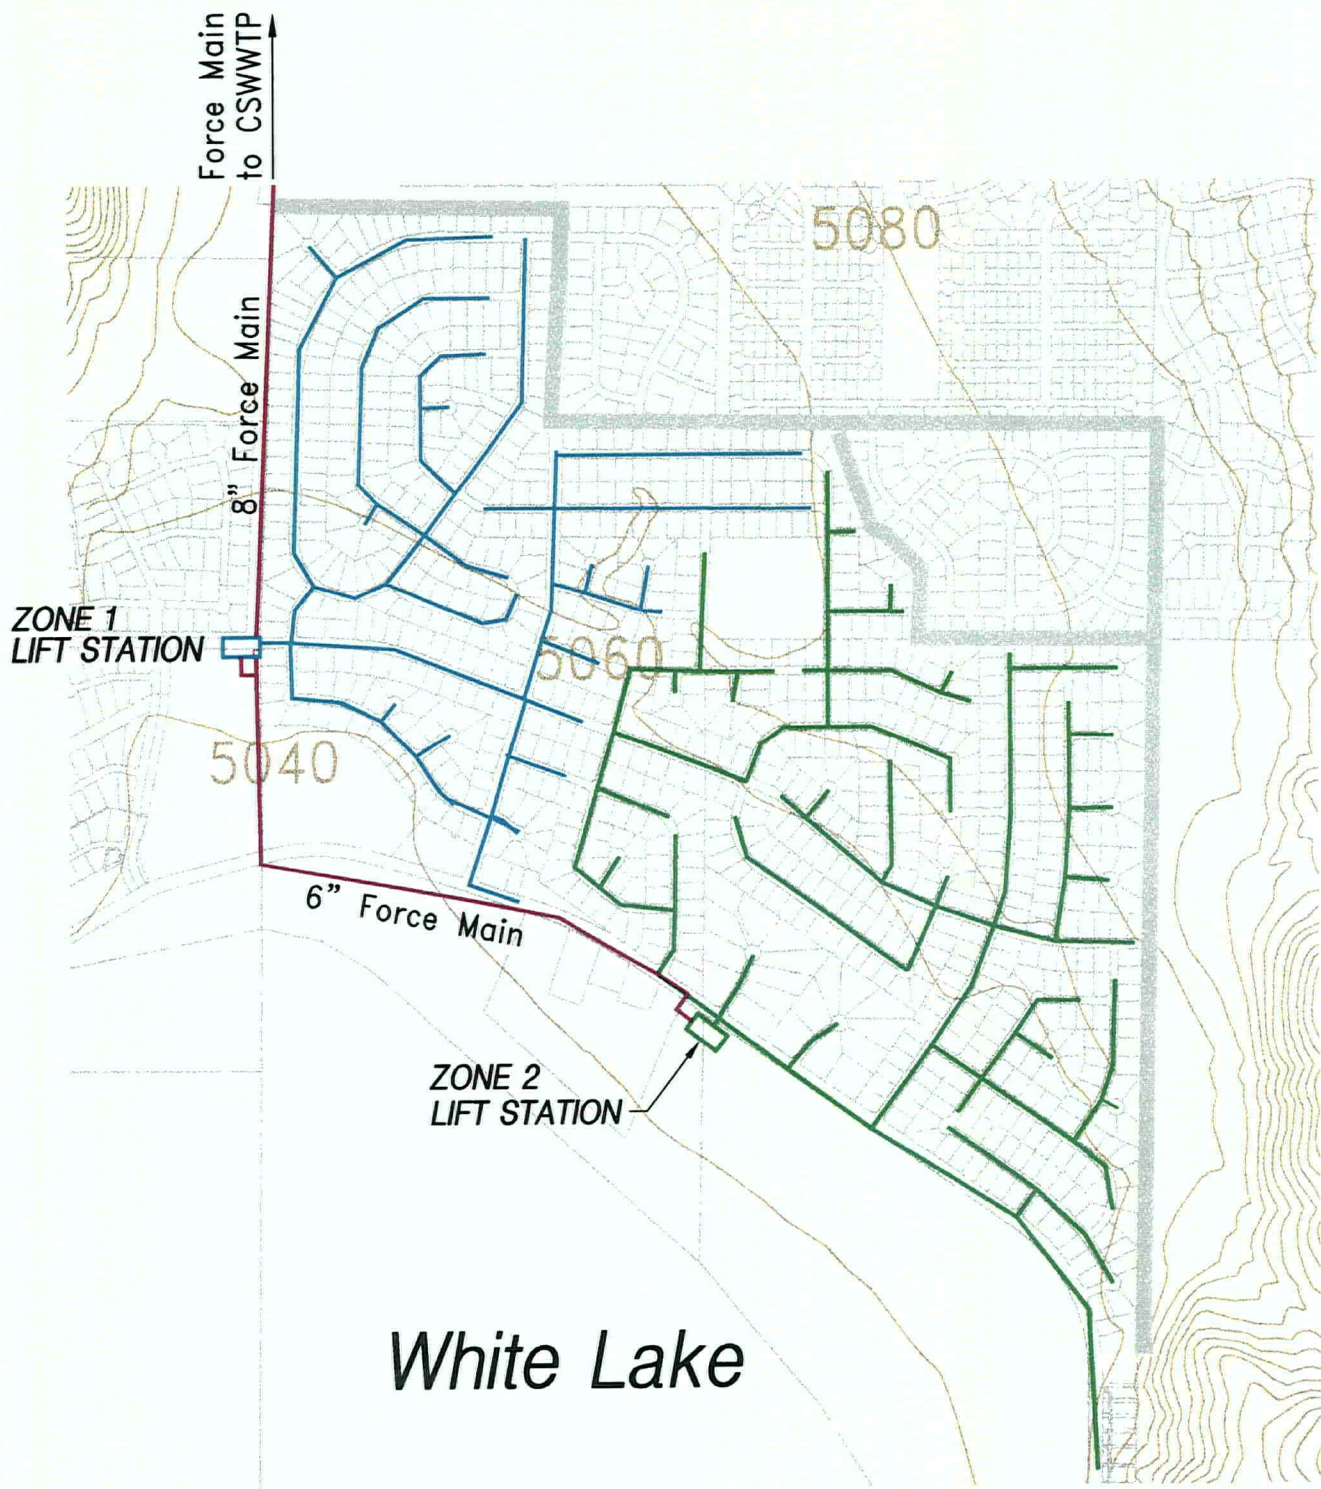 Force Main
to CSWWTP
5080
8" Force Main
ZONE 1
LIFT STATION
5060
5040
6" Force Main
ZONE 2
LIFT STATION
White Lake